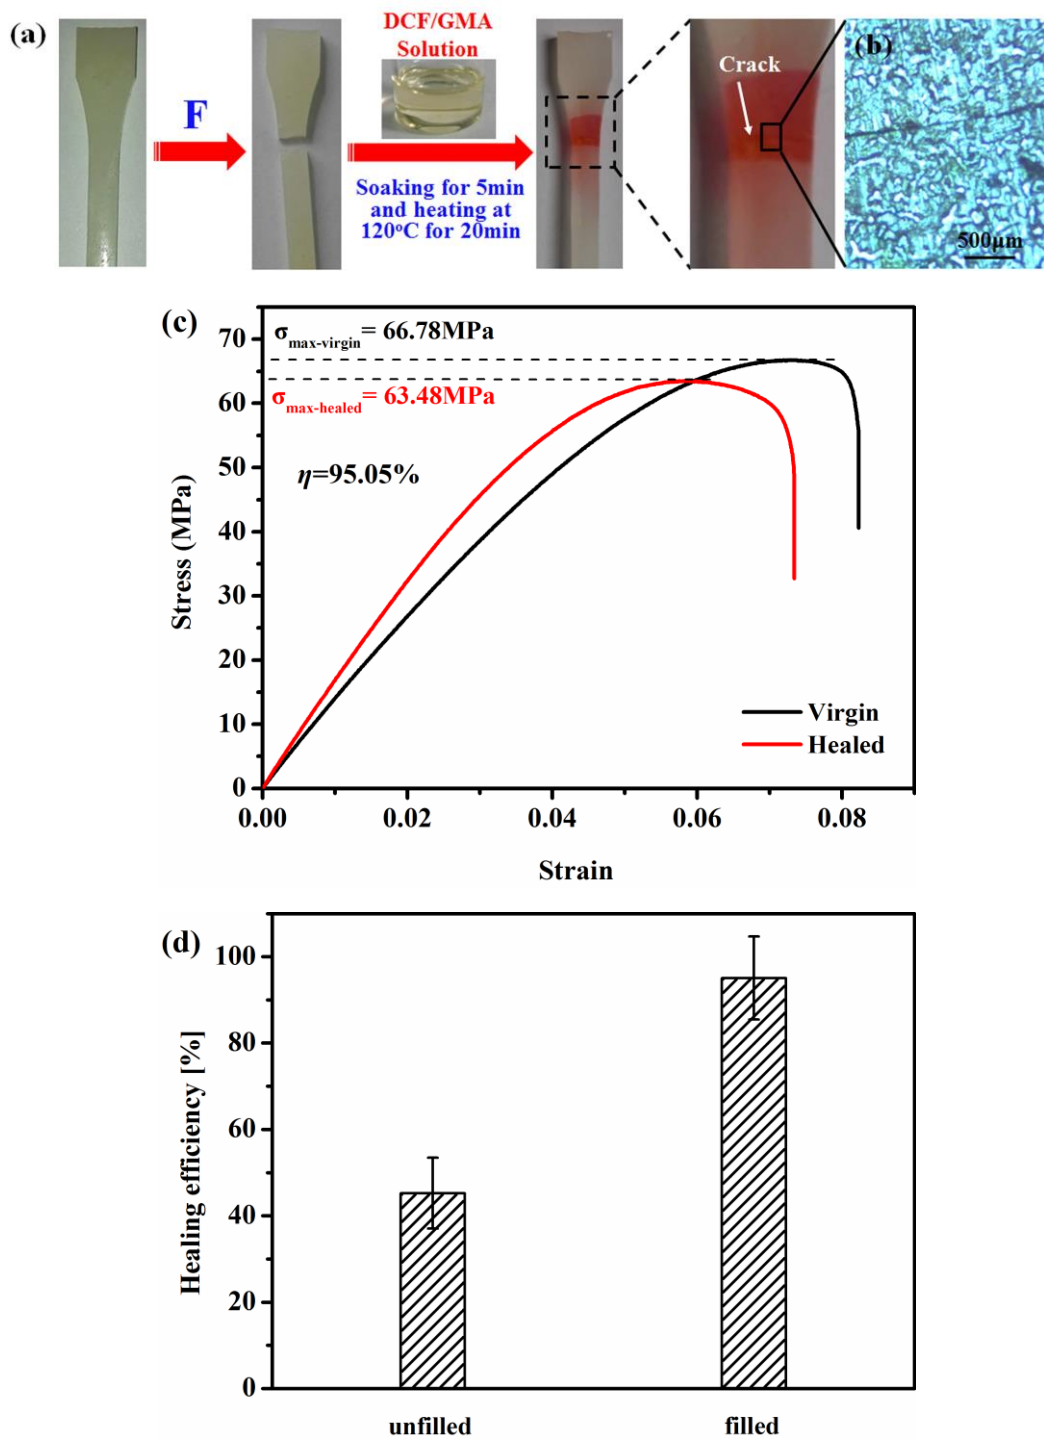 (a)
F
DCF/GMA
Solution
Soaking for 5min
and heating at
120°C for 20min
Crack
(b)
500μm
(c)
σmax-virgin= 66.78MPa
σmax-healed= 63.48MPa
η=95.05%
70
60
50
40
30
20
10
0
Stress (MPa)
Virgin
Healed
0.00 0.02 0.04 0.06 0.08
Strain
(d)
100
80
60
40
20
0
Healing efficiency [%]
unfilled filled